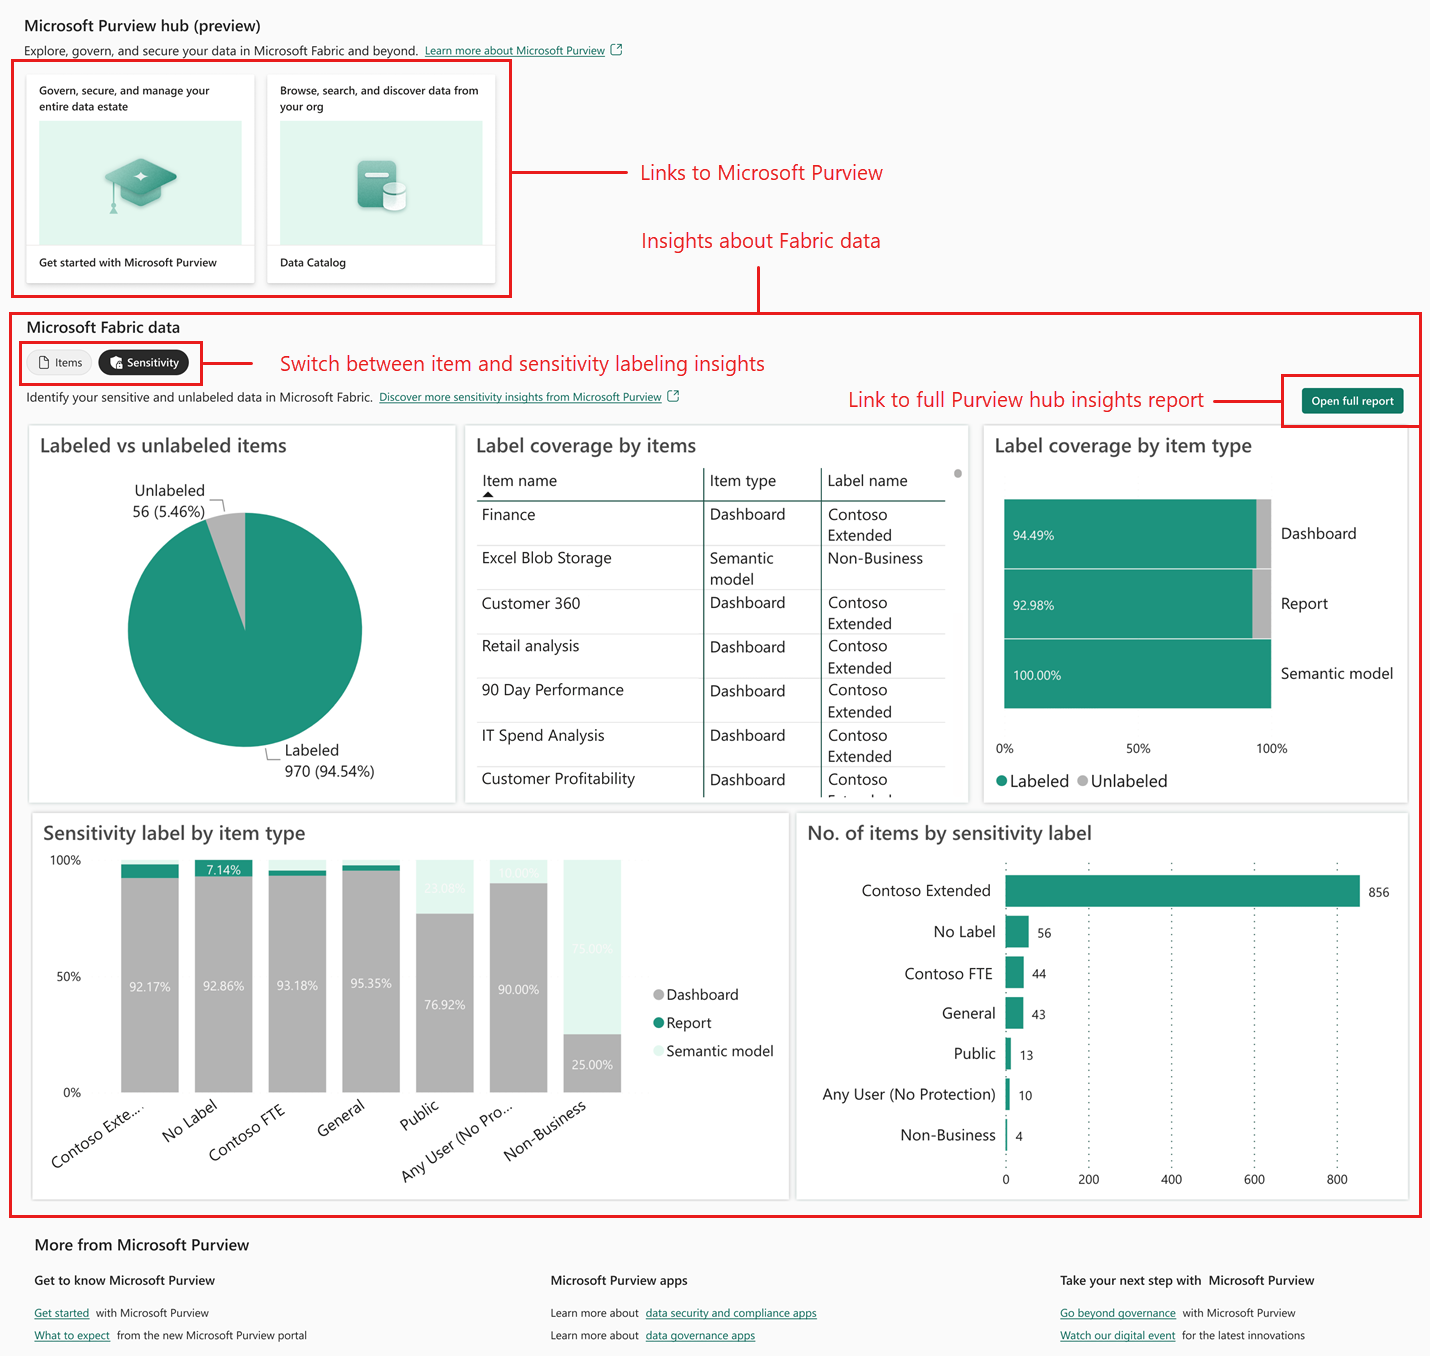 Microsoft Purview hub (preview)
Explore, govern, and secure your data in Microsoft Fabric and beyond. Learn more about Microsoft Purview
Govern, secure, and manage your
entire data estate
Get started with Microsoft Purview
Browse, search, and discover data from
your org
Data Catalog
Links to Microsoft Purview
Insights about Fabric data
Microsoft Fabric data
Items
Sensitivity
Switch between item and sensitivity labeling insights
Identify your sensitive and unlabeled data in Microsoft Fabric. Discover more sensitivity insights from Microsoft Purview
Link to full Purview hub insights report
Open full report
Labeled vs unlabeled items
Unlabeled
56 (5.46%)
Labeled
970 (94.54%)
Label coverage by items
Item name Item type Label name
Finance Dashboard Contoso
Extended
Excel Blob Storage Semantic Non-Business
model
Customer 360 Dashboard Contoso
Extended
Retail analysis Dashboard Contoso
Extended
90 Day Performance Dashboard Contoso
Extended
IT Spend Analysis Dashboard Contoso
Extended
Customer Profitability Dashboard Contoso
Label coverage by item type
94.49% Dashboard
92.98% Report
100.00% Semantic model
0% 50% 100%
Labeled Unlabeled
Sensitivity label by item type
100%
50%
0%
7.14%
23.08%
10.00%
75.00%
92.17%
92.86%
93.18%
95.35%
76.92%
90.00%
25.00%
Contoso Exte...
No Label
Contoso FTE
General
Public
Any User (No Pro...
Non-Business
Dashboard
Report
Semantic model
No. of items by sensitivity label
Contoso Extended 856
No Label 56
Contoso FTE 44
General 43
Public 13
Any User (No Protection) 10
Non-Business 4
0 200 400 600 800
More from Microsoft Purview
Get to know Microsoft Purview
Get started with Microsoft Purview
What to expect from the new Microsoft Purview portal
Microsoft Purview apps
Learn more about data security and compliance apps
Learn more about data governance apps
Take your next step with Microsoft Purview
Go beyond governance with Microsoft Purview
Watch our digital event for the latest innovations